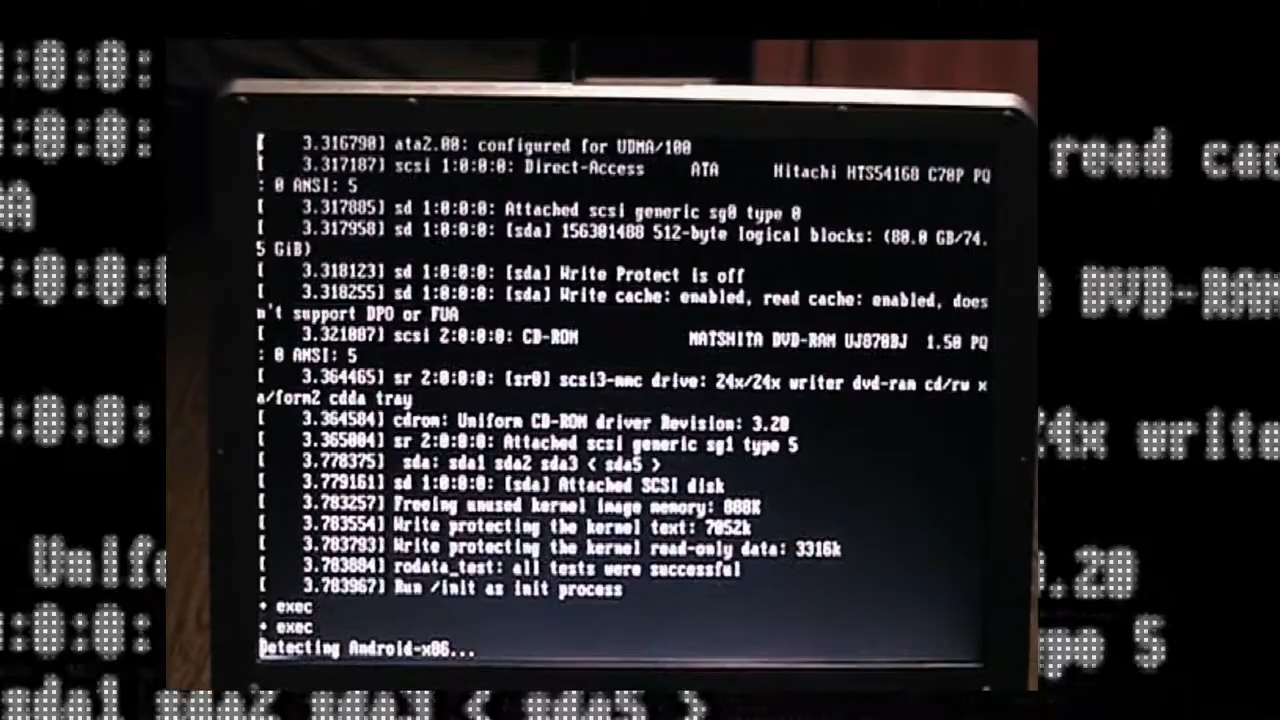 [    3.316790] ata2.00: configured for UDMA/100
[    3.317187] scsi 1:0:0:0: Direct-Access     ATA      Hitachi HTS54168 C70P PQ
: 0 ANSI: 5
[    3.317885] sd 1:0:0:0: Attached scsi generic sg0 type 0
[    3.317958] sd 1:0:0:0: [sda] 156301488 512-byte logical blocks: (80.0 GB/74.
5 GiB)
[    3.318123] sd 1:0:0:0: [sda] Write Protect is off
[    3.318255] sd 1:0:0:0: [sda] Write cache: enabled, read cache: enabled, does
n't support DPO or FUA
[    3.321087] scsi 2:0:0:0: CD-ROM            MATSHITA DVD-RAM UJ870BJ  1.50 PQ
: 0 ANSI: 5
[    3.364465] sr 2:0:0:0: [sr0] scsi3-mmc drive: 24x/24x writer dvd-ram cd/rw x
a/form2 cdda tray
[    3.364584] cdrom: Uniform CD-ROM driver Revision: 3.20
[    3.365004] sr 2:0:0:0: Attached scsi generic sg1 type 5
[    3.778375]  sda: sda1 sda2 sda3 < sda5 >
[    3.779161] sd 1:0:0:0: [sda] Attached SCSI disk
[    3.783257] Freeing unused kernel image memory: 808K
[    3.783554] Write protecting the kernel text: 7052k
[    3.783793] Write protecting the kernel read-only data: 3316k
[    3.783884] rodata_test: all tests were successful
[    3.783967] Run /init as init process
+ exec
+ exec
Detecting Android-x86...